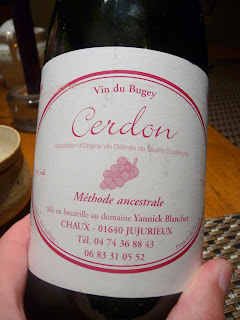 Vin du Bugey
Cerdon
Appellation d'Origine Vin Délimité de Qualité Supérieure
Méthode ancestrale
Mis en bouteille au domaine Yannick Blanchet
CHAUX - 01640 JUJURIEUX
Tél. 04 74 36 88 43
06 83 31 05 52